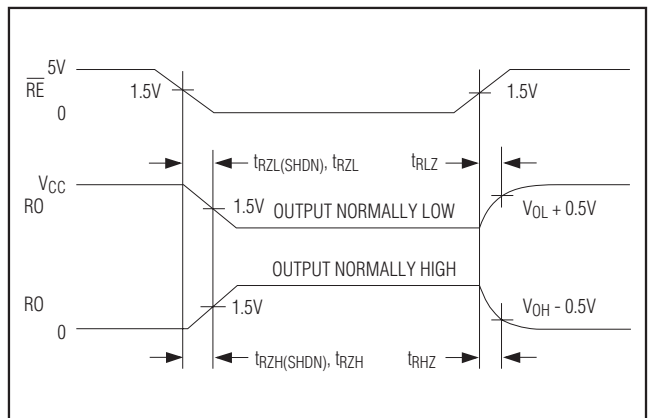 5V
RE
1.5V
1.5V
0
tRZL(SHDN), tRZL
tRLZ
VCC
RO
1.5V
OUTPUT NORMALLY LOW
VOL + 0.5V
OUTPUT NORMALLY HIGH
RO
1.5V
VOH - 0.5V
0
tRZH(SHDN), tRZH
tRHZ